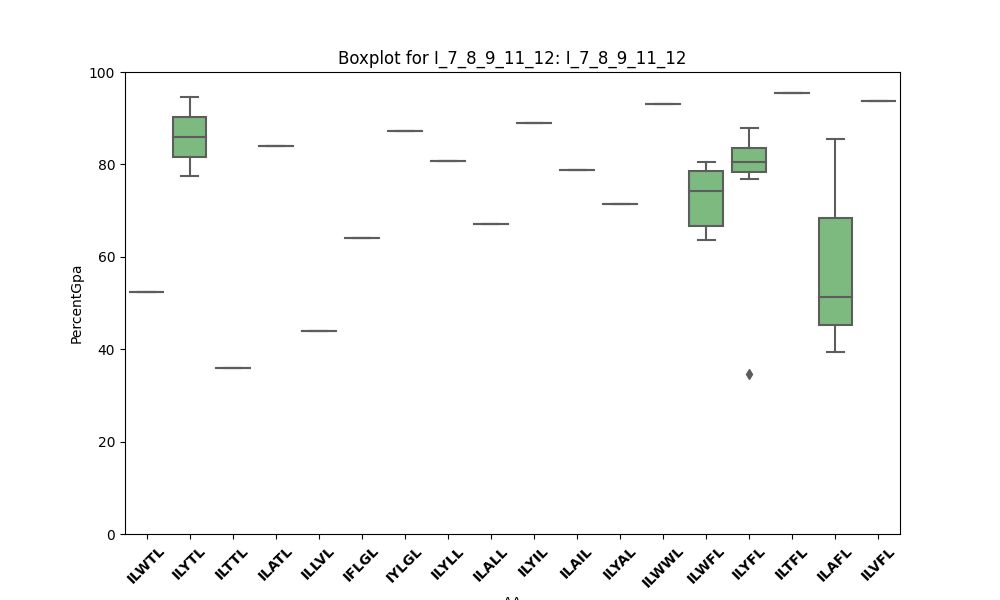 Boxplot for I_7_8_9_11_12: I_7_8_9_11_12
PercentGpa
100
80
60
40
20
0
ILWTL
ILYTL
ILTTL
ILATL
ILLVL
IFLGL
IYLGL
ILYLL
ILALL
ILYIL
ILAIL
ILYAL
ILWWL
ILWFL
ILYFL
ILTFL
ILAFL
ILVFL